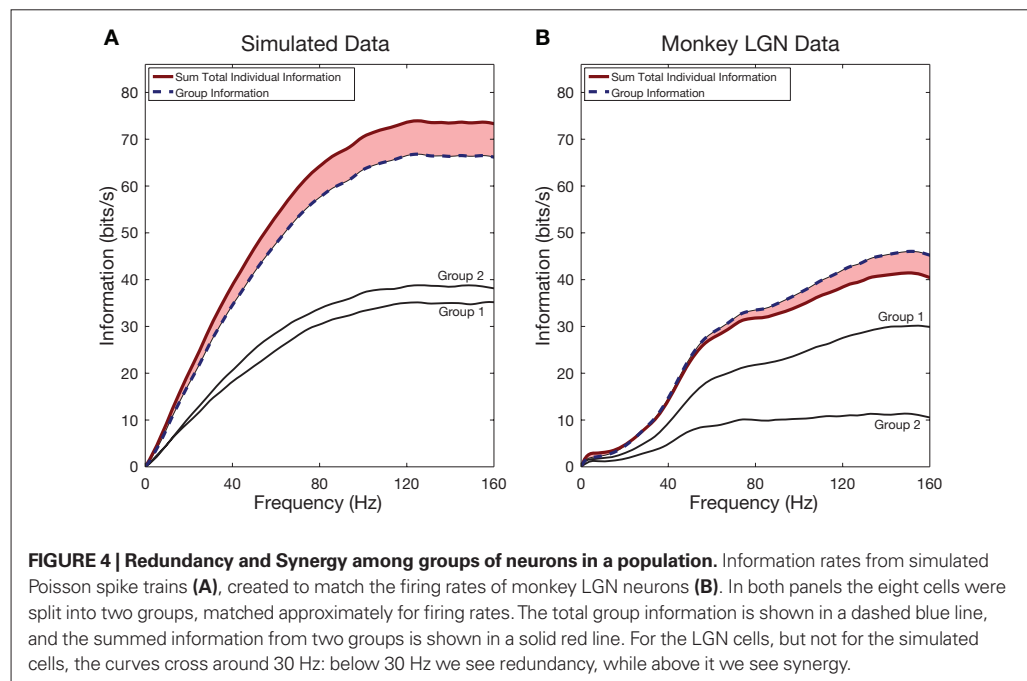 A
Simulated Data
B
Monkey LGN Data
Sum Total Individual Information
Group Information
Sum Total Individual Information
Group Information
80
70
60
50
40
30
20
10
0
Information (bits/s)
Group 2
Group 1
0 40 80 120 160
Frequency (Hz)
80
70
60
50
40
30
20
10
0
Information (bits/s)
Group 1
Group 2
0 40 80 120 160
Frequency (Hz)
FIGURE 4 | Redundancy and Synergy among groups of neurons in a population. Information rates from simulated
Poisson spike trains (A), created to match the firing rates of monkey LGN neurons (B). In both panels the eight cells were
split into two groups, matched approximately for firing rates. The total group information is shown in a dashed blue line,
and the summed information from two groups is shown in a solid red line. For the LGN cells, but not for the simulated
cells, the curves cross around 30 Hz: below 30 Hz we see redundancy, while above it we see synergy.